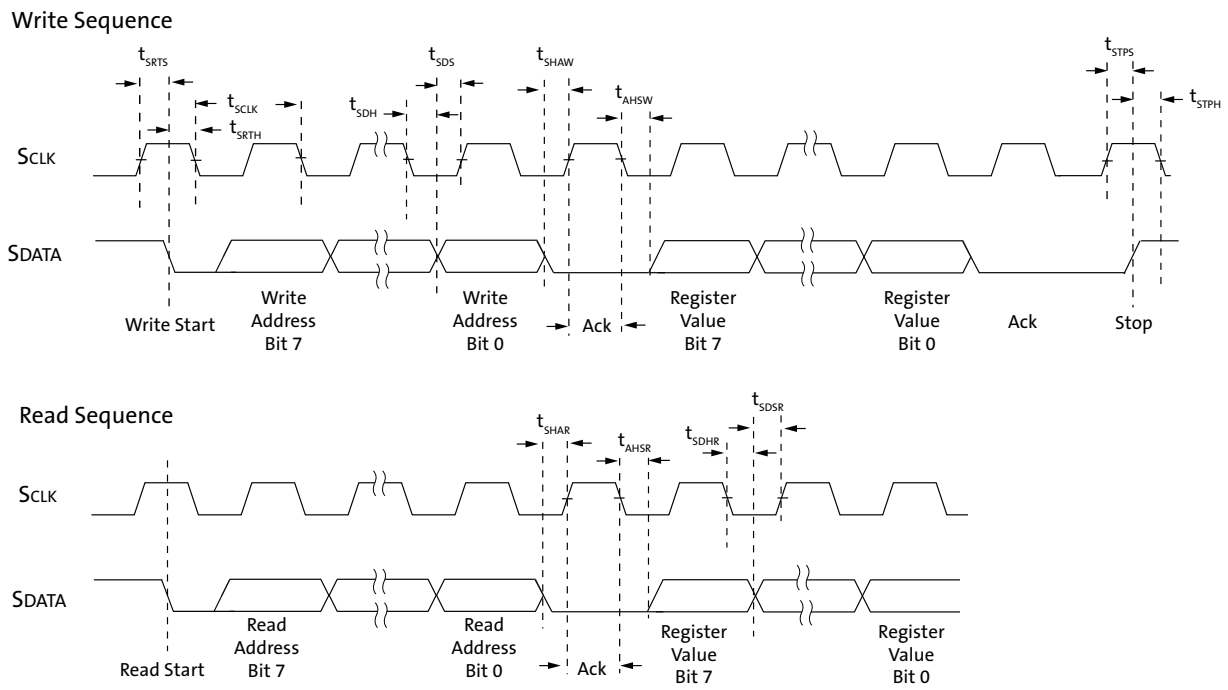 Write Sequence
tSRTS
tSCLK
tSRTH
tSDH
tSDS
tSHAW
tAHSW
tSTPS
tSTPH
SCLK
SDATA
Write Start
Write
Address
Bit 7
Write
Address
Bit 0
Ack
Register
Value
Bit 7
Register
Value
Bit 0
Ack
Stop
Read Sequence
tSHAR
tAHSR
tSDHR
tSDSR
SCLK
SDATA
Read Start
Read
Address
Bit 7
Read
Address
Bit 0
Ack
Register
Value
Bit 7
Register
Value
Bit 0